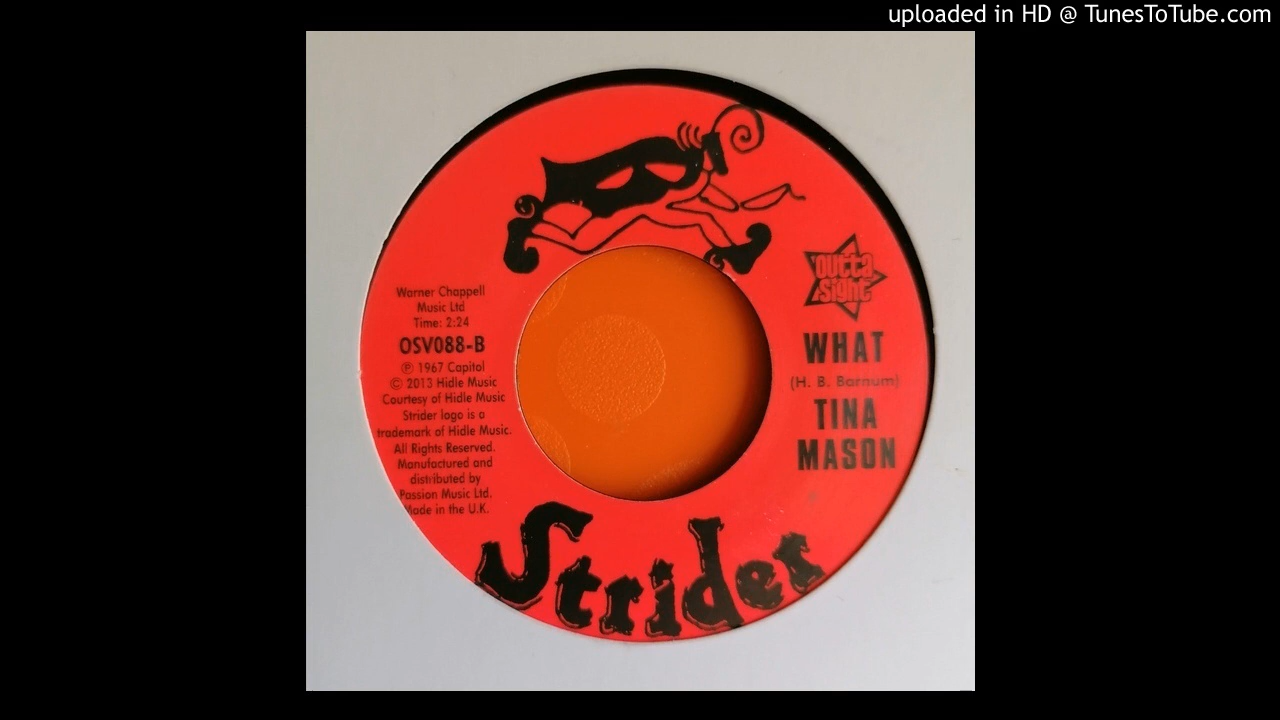 uploaded in HD @ TunesToTube.com
Warner Chappell
Music Ltd
Time: 2:24
OSV088-B
℗ 1967 Capitol
© 2013 Hidle Music
Courtesy of Hidle Music
Strider logo is a
trademark of Hidle Music.
All Rights Reserved.
Manufactured and
distributed by
Passion Music Ltd.
Made in the U.K.
outta
sight
WHAT
(H. B. Barnum)
TINA
MASON
Strider